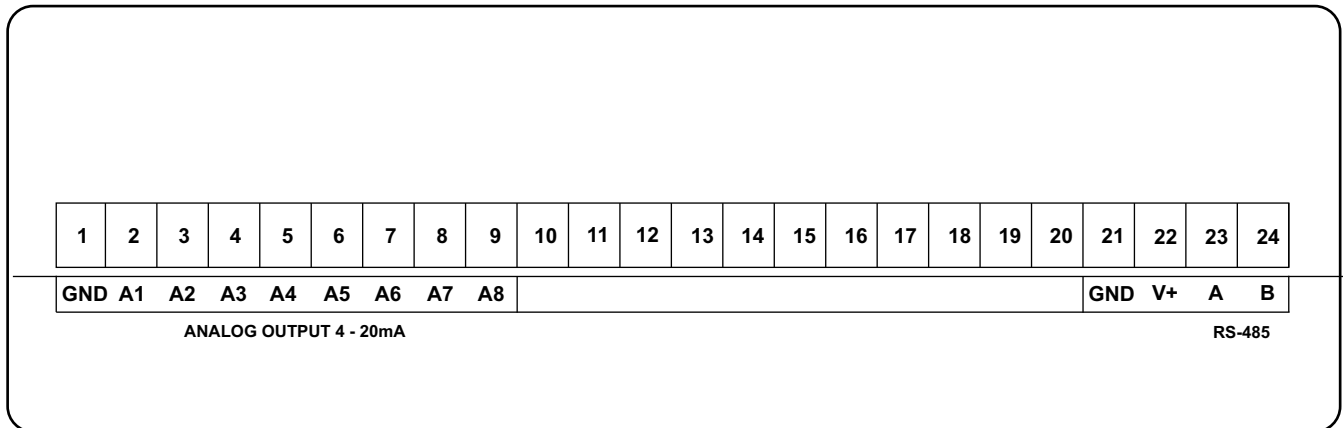 1 2 3 4 5 6 7 8 9 10 11 12 13 14 15 16 17 18 19 20 21 22 23 24
GND A1 A2 A3 A4 A5 A6 A7 A8 GND V+ A B
ANALOG OUTPUT 4 - 20mA RS-485